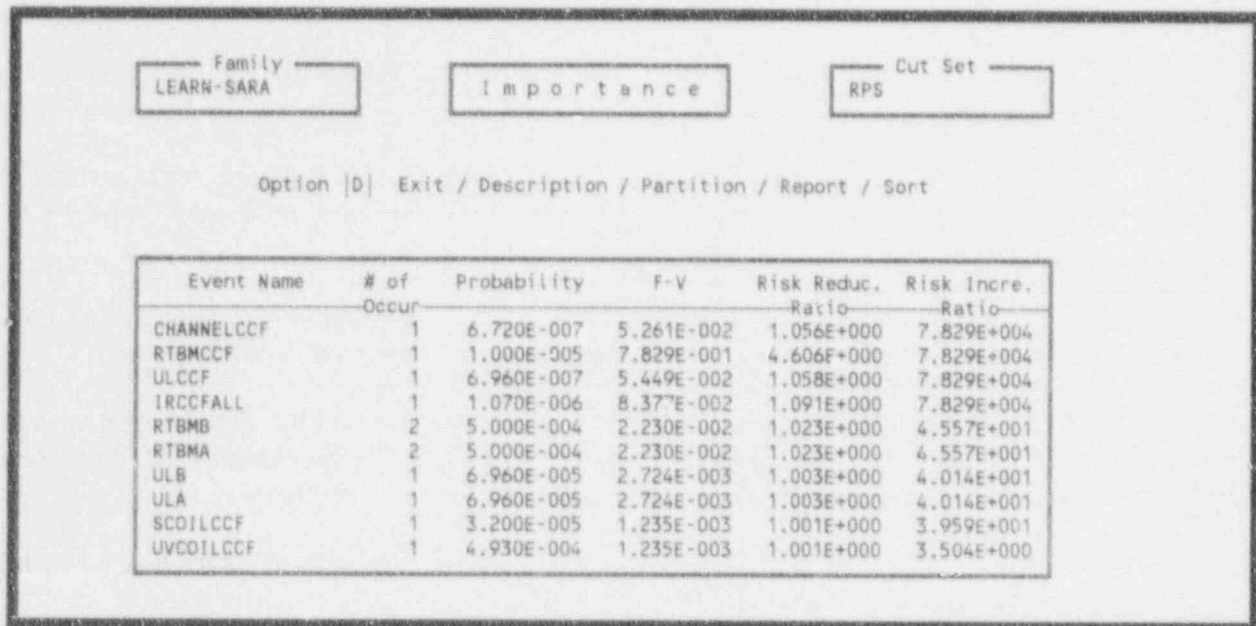 Family
LEARN-SARA
Importance
Cut Set
RPS
Option |D| Exit / Description / Partition / Report / Sort
Event Name # of Probability F-V Risk Reduc. Risk Incre.
Occur Ratio Ratio
CHANNELCCF 1 6.720E-007 5.261E-002 1.056E+000 7.829E+004
RTBMCCF 1 1.000E-005 7.829E-001 4.606E+000 7.829E+004
ULCCF 1 6.960E-007 5.449E-002 1.058E+000 7.829E+004
IRCCFALL 1 1.070E-006 8.377E-002 1.091E+000 7.829E+004
RTBMB 2 5.000E-004 2.230E-002 1.023E+000 4.557E+001
RTBMA 2 5.000E-004 2.230E-002 1.023E+000 4.557E+001
ULB 1 6.960E-005 2.724E-003 1.003E+000 4.014E+001
ULA 1 6.960E-005 2.724E-003 1.003E+000 4.014E+001
SCOILCCF 1 3.200E-005 1.235E-003 1.001E+000 3.959E+001
UVCOILCCF 1 4.930E-004 1.235E-003 1.001E+000 3.504E+000